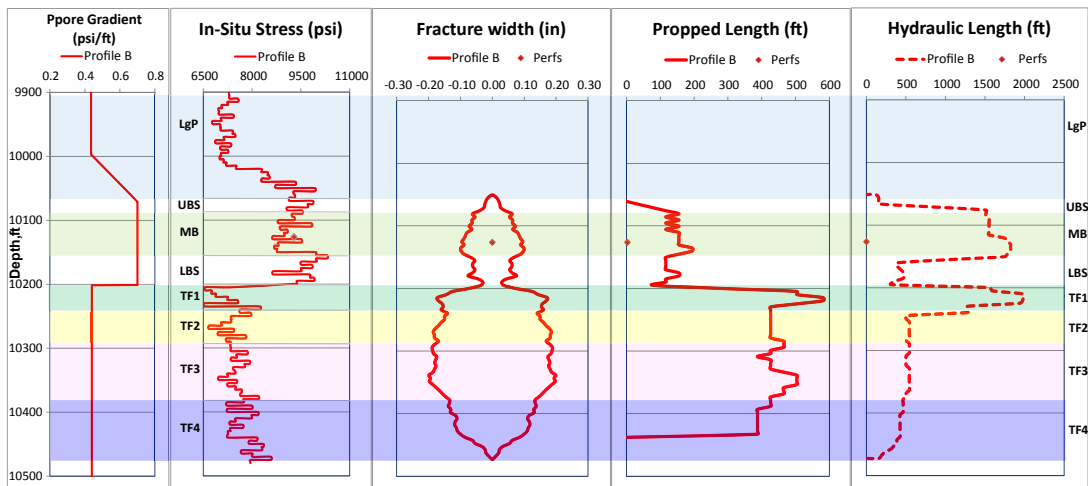 Ppore Gradient
(psi/ft)
Profile B
0.2 0.4 0.6 0.8
In-Situ Stress (psi)
Profile B
6500 8000 9500 11000
Fracture width (in)
Profile B Perfs
-0.30 -0.20 -0.10 0.00 0.10 0.20 0.30
Propped Length (ft)
Profile B Perfs
0 100 200 300 400 500 600
Hydraulic Length (ft)
Profile B Perfs
0 500 1000 1500 2000 2500
Depth,ft
9900
10000
10100
10200
10300
10400
10500
LgP
UBS
MB
LBS
TF1
TF2
TF3
TF4
LgP
UBS
MB
LBS
TF1
TF2
TF3
TF4